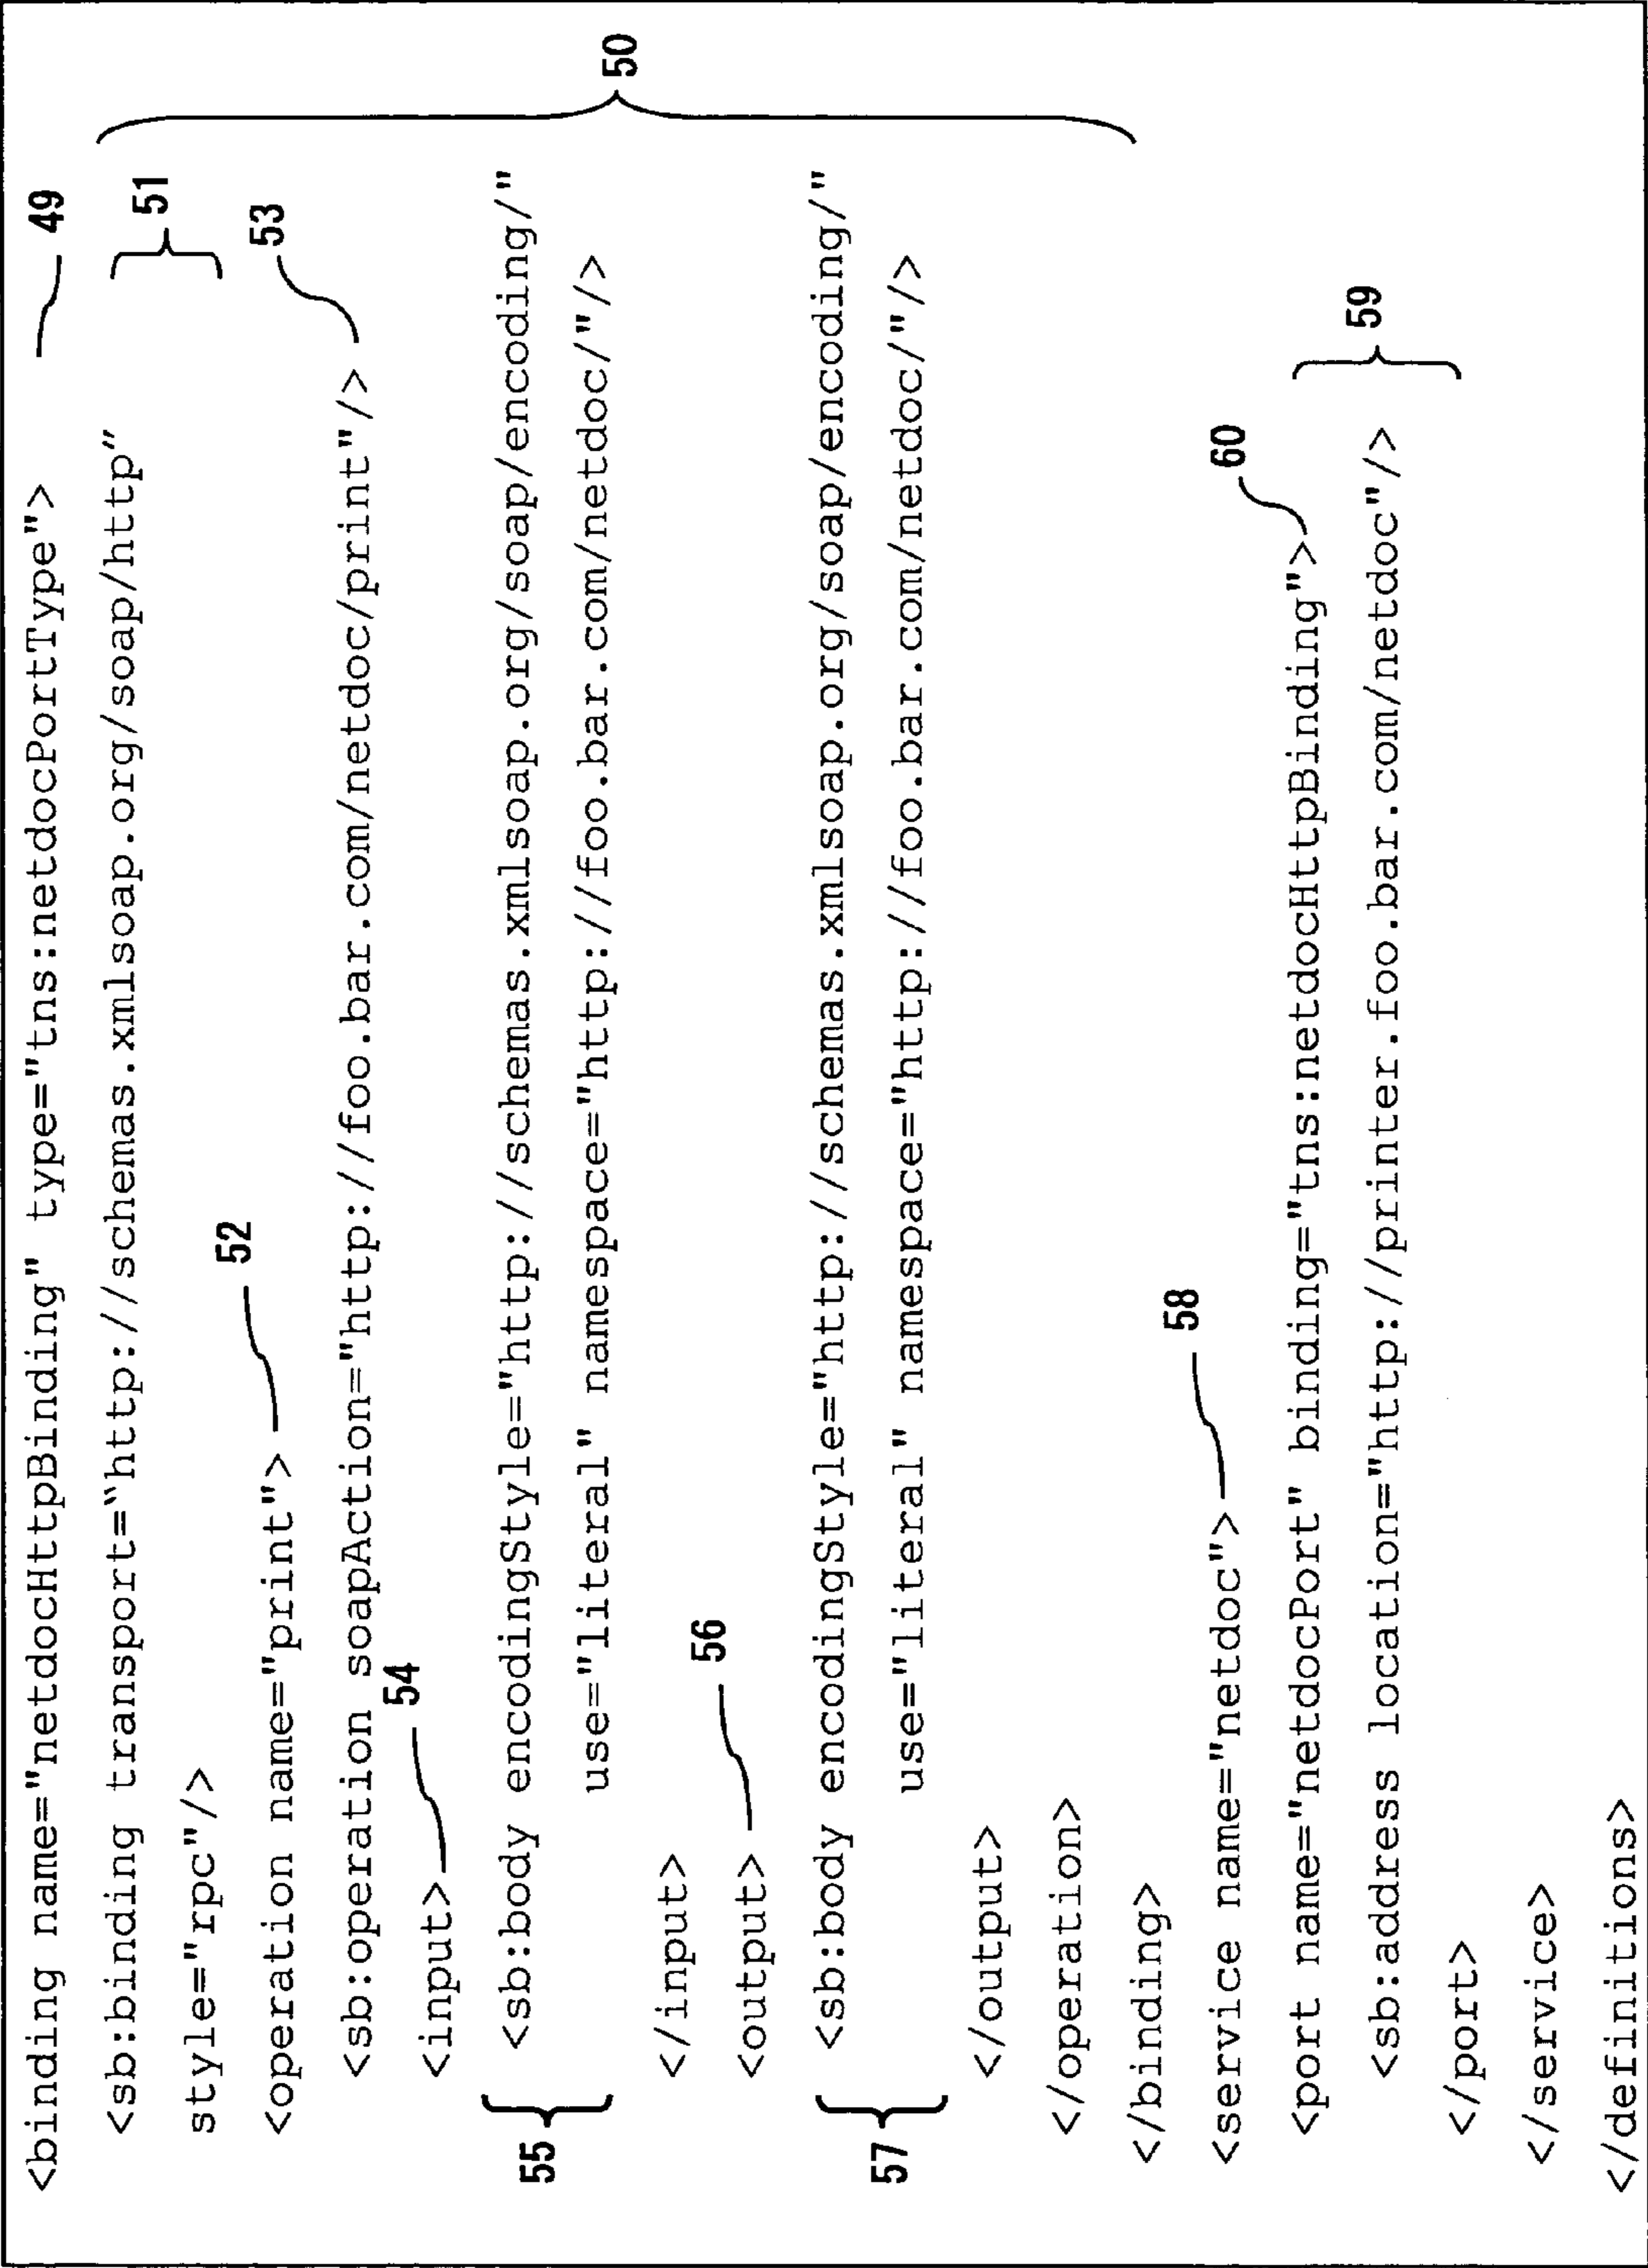 <binding name="netdocHttpBinding" type="tns:netdocPortType"> 49
<sb:binding transport=“http://schemas.xmlsoap.org/soap/http”
style="rpc"/> 51
<operation name="print"> 52
<sb:operation soapAction="http://foo.bar.com/netdoc/print"/> 53
<input> 54
55 <sb:body encodingStyle="http://schemas.xmlsoap.org/soap/encoding/"
use="literal" namespace="http://foo.bar.com/netdoc/"/>
50
</input>
<output> 56
57 <sb:body encodingStyle="http://schemas.xmlsoap.org/soap/encoding/"
use="literal" namespace="http://foo.bar.com/netdoc/"/>
</output>
</operation>
</binding>
<service name="netdoc"> 58
<port name="netdocPort" binding="tns:netdocHttpBinding"> 60
<sb:address location="http://printer.foo.bar.com/netdoc"/> 59
</port>
</service>
</definitions>